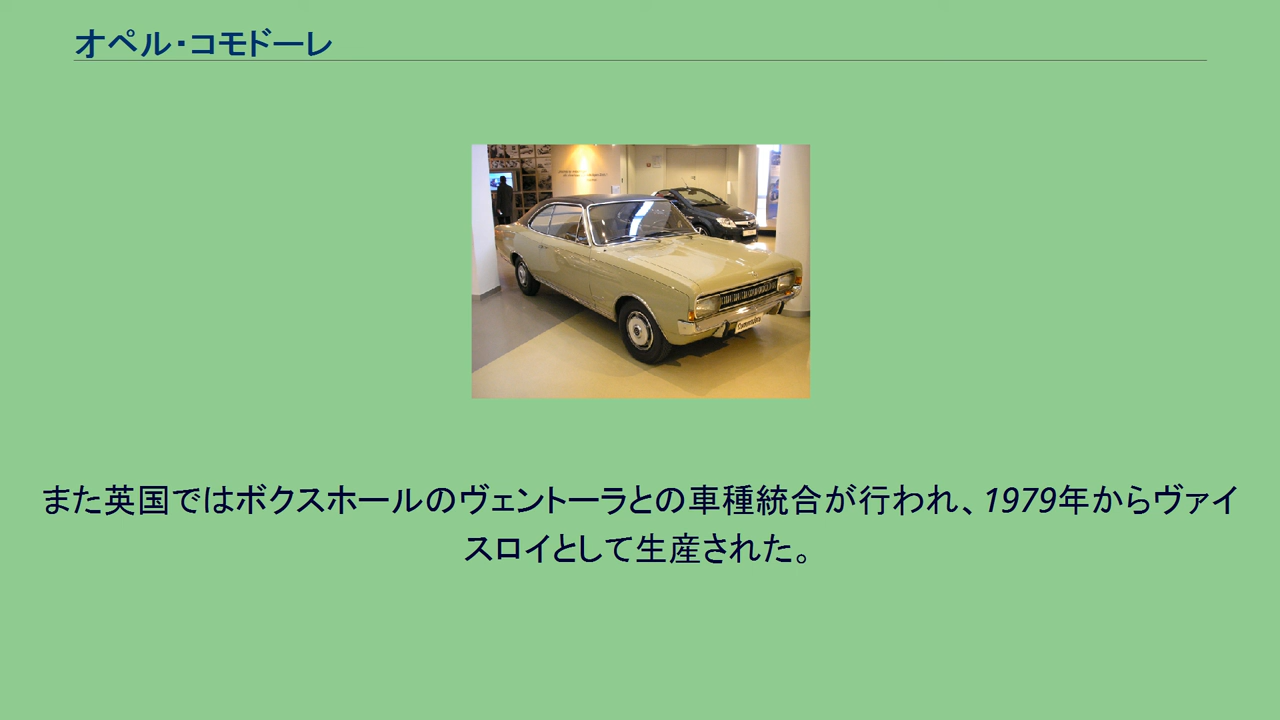 オペル・コモドーレ
また英国ではボクスホールのヴェントーラとの車種統合が行われ、1979年からヴァイ
スロイとして生産された。